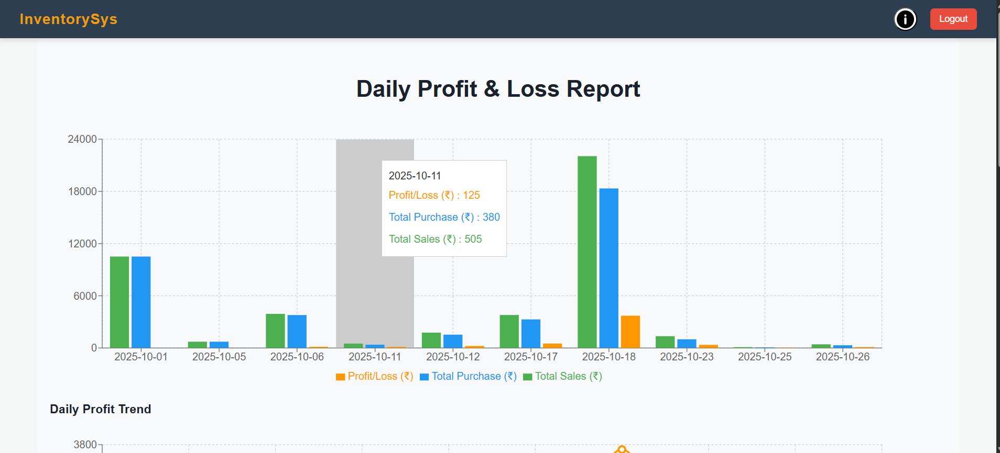 InventorySys
i
Logout
Daily Profit & Loss Report
24000
18000
12000
6000
0
2025-10-11
Profit/Loss (₹) : 125
Total Purchase (₹) : 380
Total Sales (₹) : 505
2025-10-01 2025-10-05 2025-10-06 2025-10-11 2025-10-12 2025-10-17 2025-10-18 2025-10-23 2025-10-25 2025-10-26
Profit/Loss (₹) Total Purchase (₹) Total Sales (₹)
Daily Profit Trend
3800